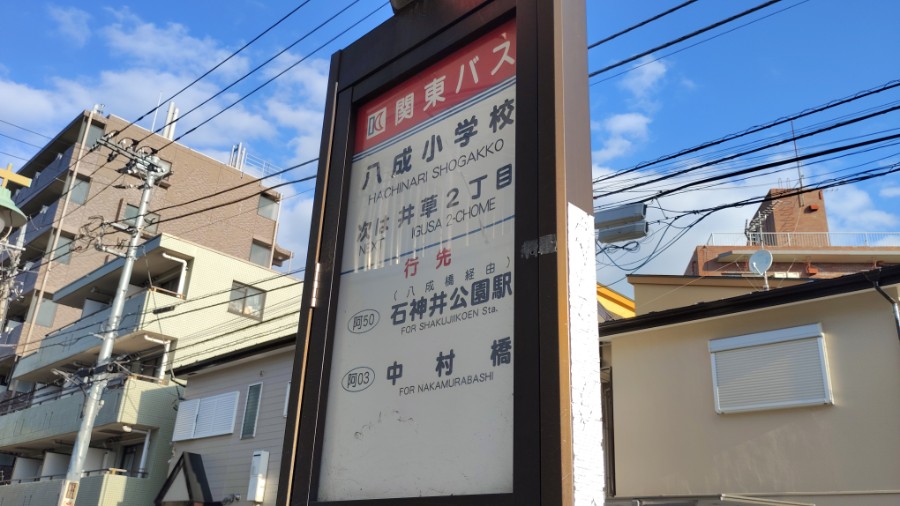 K 関東バス
八成小学校
HACHINARI SHOGAKKO
次は 井草2丁目
NEXT IGUSA 2-CHOME
行先
(八成橋経由)
阿50 石神井公園駅
FOR SHAKUJIIKOEN Sta.
阿03 中村橋
FOR NAKAMURABASHI